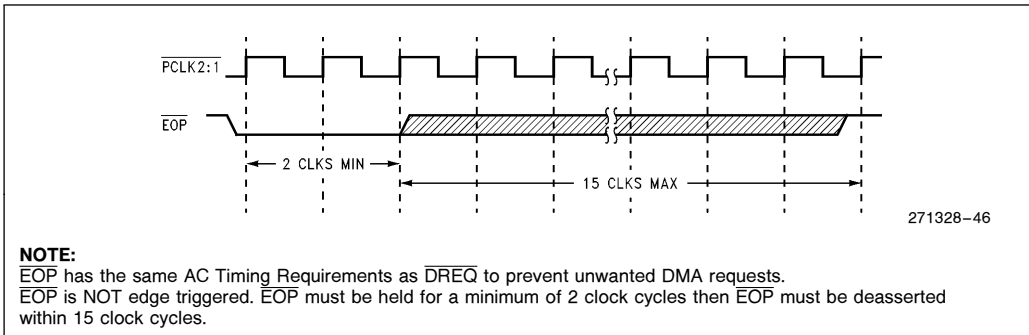 PCLK2:1
EOP
2 CLKS MIN
15 CLKS MAX
271328–46
NOTE:
EOP has the same AC Timing Requirements as DREQ to prevent unwanted DMA requests.
EOP is NOT edge triggered. EOP must be held for a minimum of 2 clock cycles then EOP must be deasserted
within 15 clock cycles.